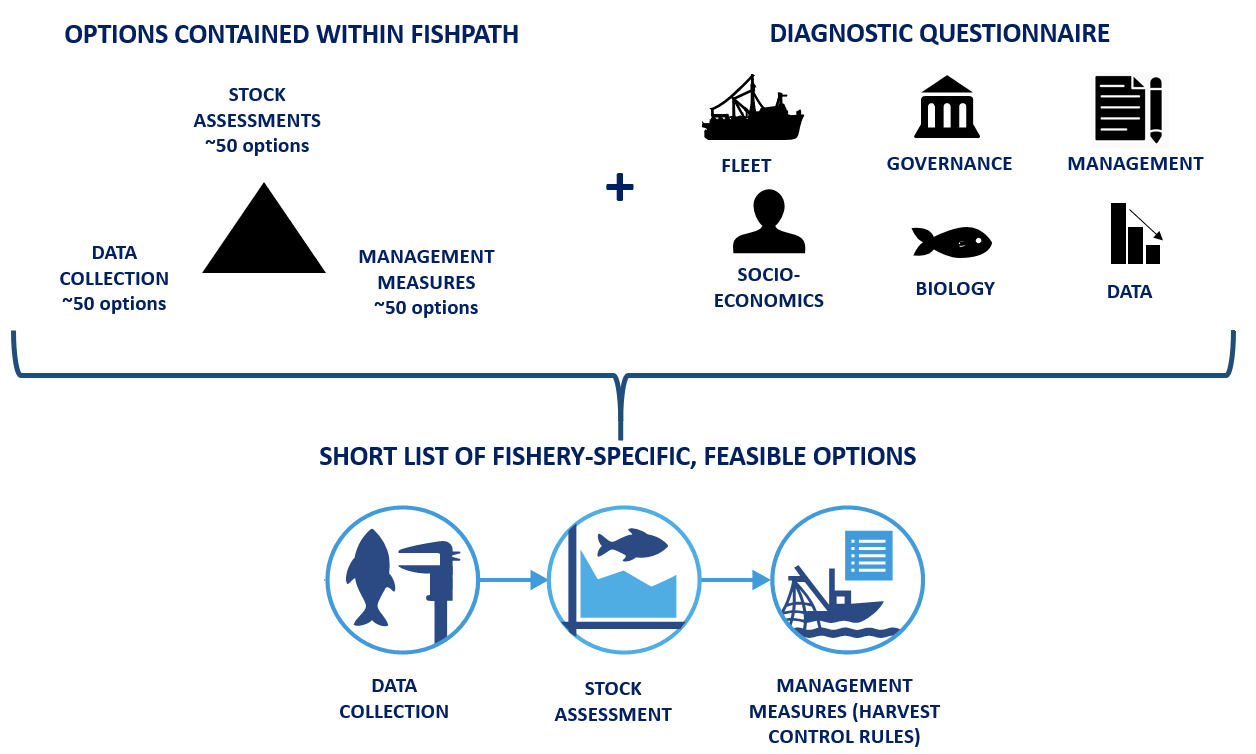 OPTIONS CONTAINED WITHIN FISHPATH
STOCK
ASSESSMENTS
~50 options
DATA
COLLECTION
~50 options
MANAGEMENT
MEASURES
~50 options
+
DIAGNOSTIC QUESTIONNAIRE
FLEET
GOVERNANCE
MANAGEMENT
SOCIO-
ECONOMICS
BIOLOGY
DATA
SHORT LIST OF FISHERY-SPECIFIC, FEASIBLE OPTIONS
DATA
COLLECTION
STOCK
ASSESSMENT
MANAGEMENT
MEASURES (HARVEST
CONTROL RULES)